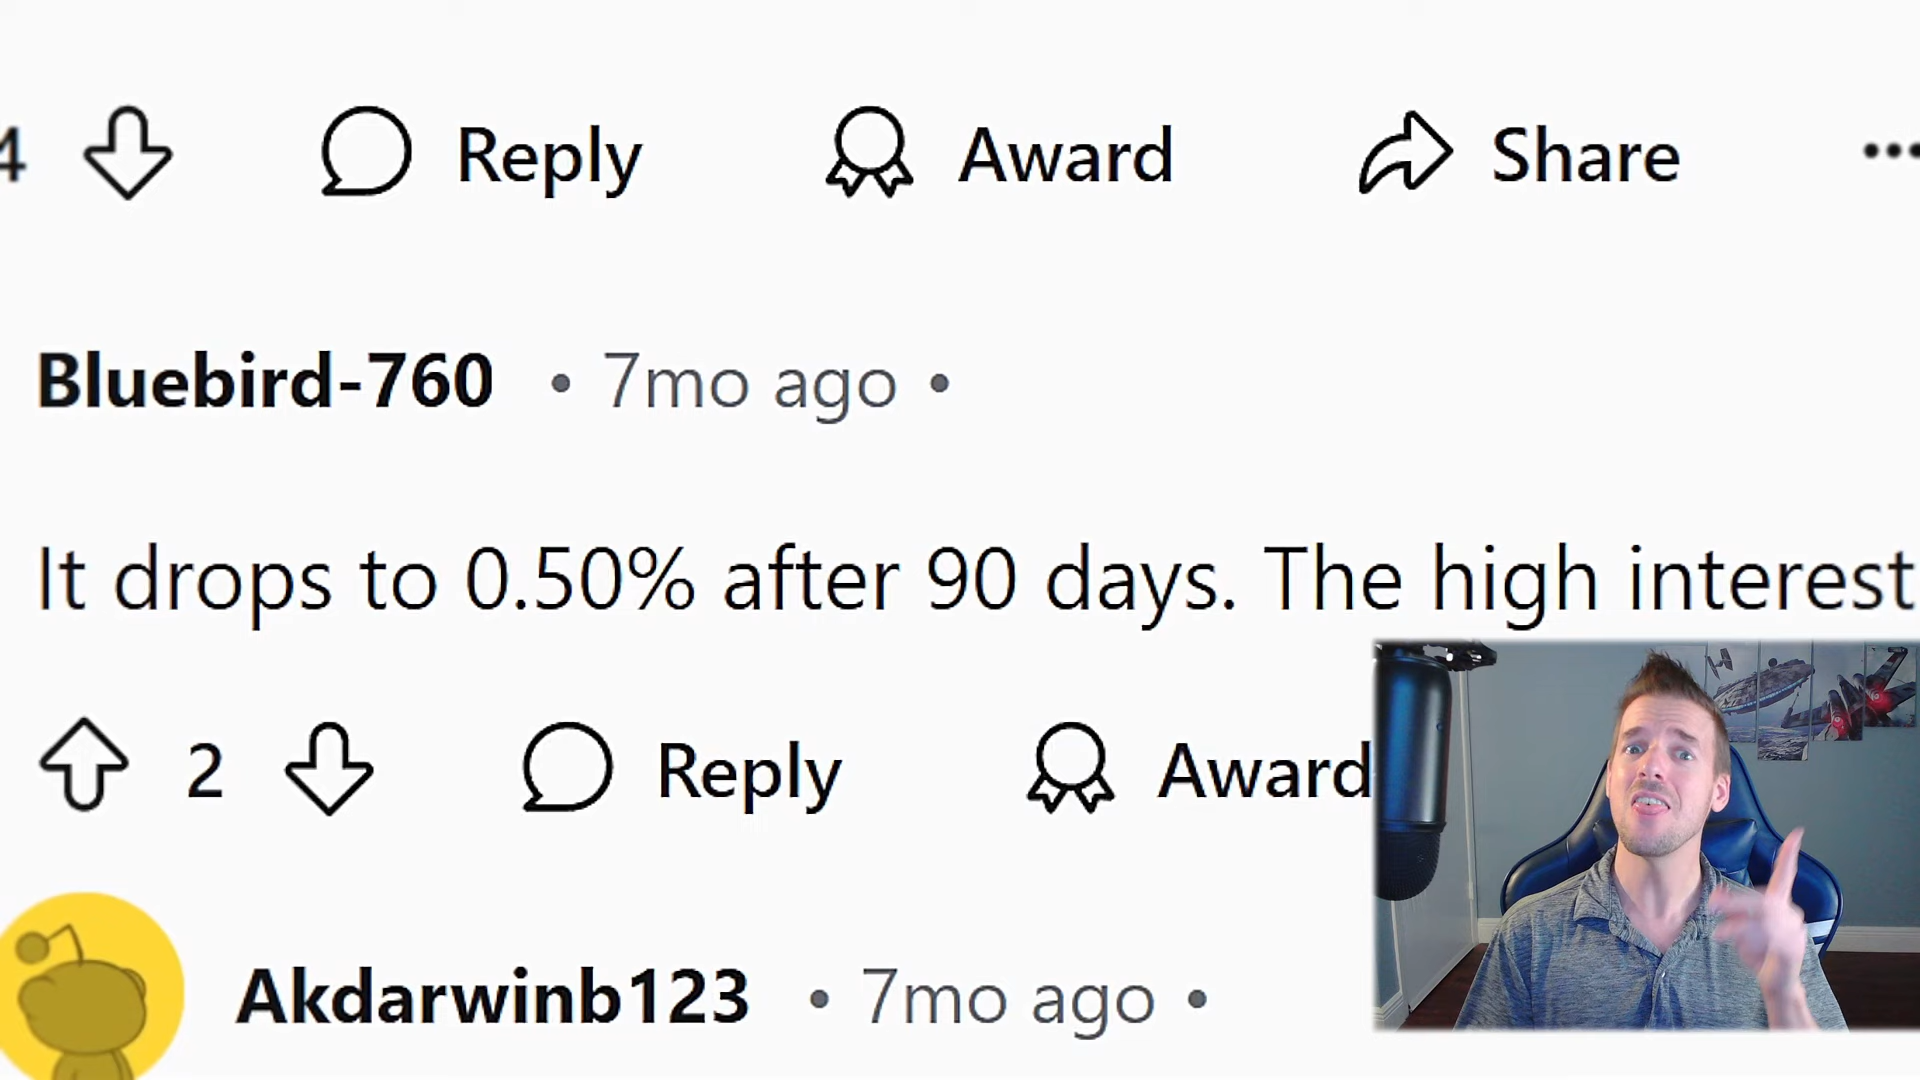 4 Reply Award Share ...
Bluebird-760 • 7mo ago •
It drops to 0.50% after 90 days. The high interest
2 Reply Award
Akdarwinb123 • 7mo ago •